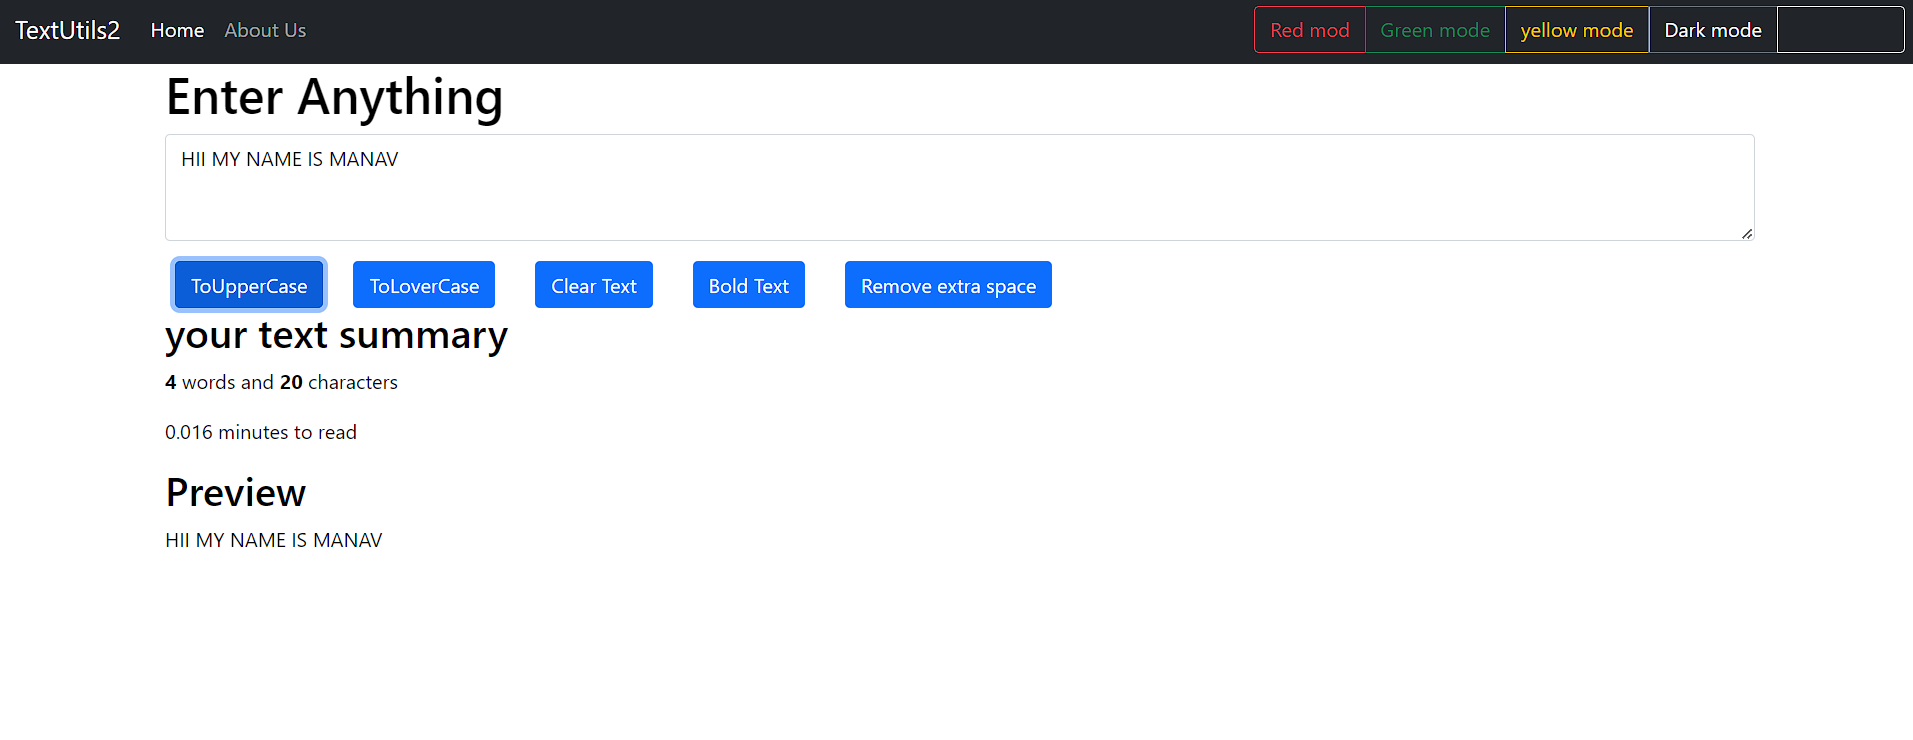 TextUtils2 Home About Us Red mod Green mode yellow mode Dark mode
Enter Anything
HII MY NAME IS MANAV
ToUpperCase ToLoverCase Clear Text Bold Text Remove extra space
your text summary
4 words and 20 characters
0.016 minutes to read
Preview
HII MY NAME IS MANAV